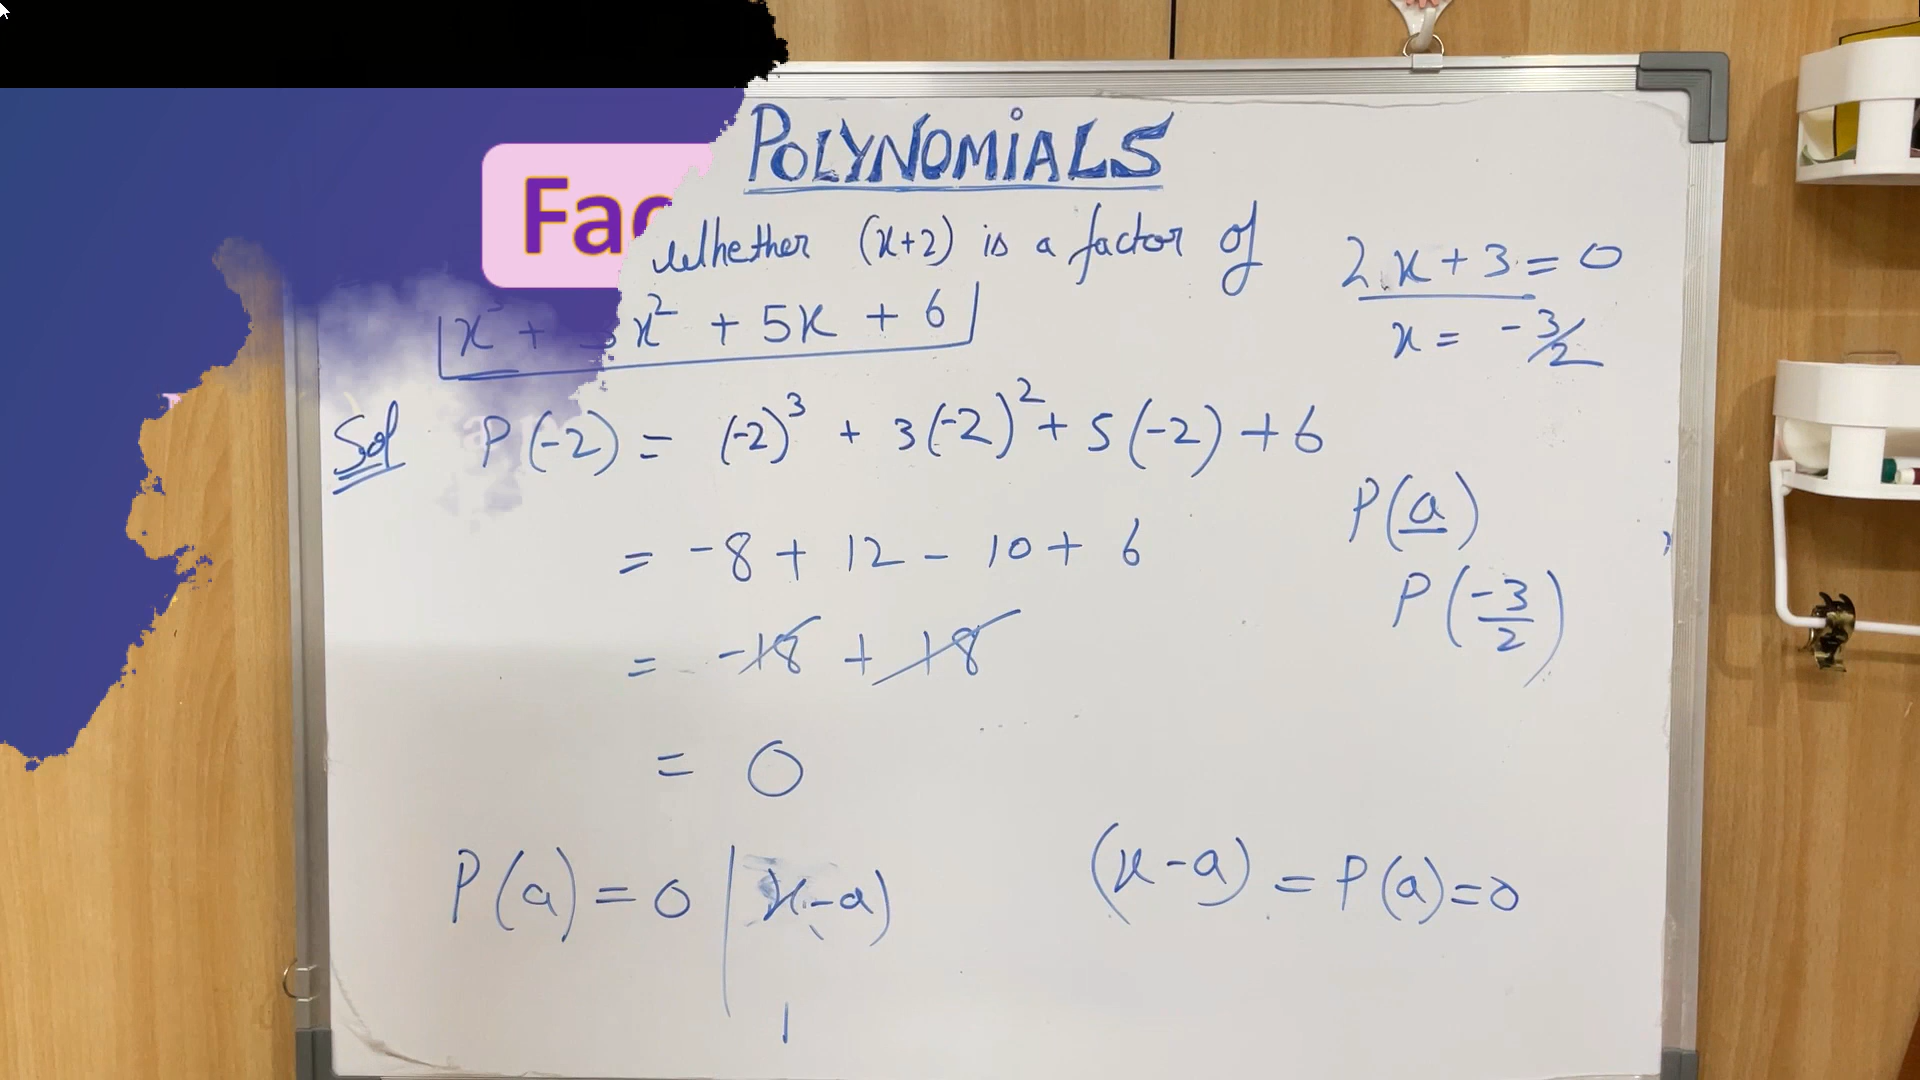 POLYNOMIALS
Fac
Whether (x+2) is a factor of
x + 3x² + 5x + 6
2x + 3 = 0
x = -3/2
Sol P(-2) = (-2)³ + 3(-2)² + 5(-2) + 6
= -8 + 12 - 10 + 6
P(a)
P(-3/2)
= -18 + 18
= 0
P(a) = 0 | x-a)
(x-a) = P(a)=0